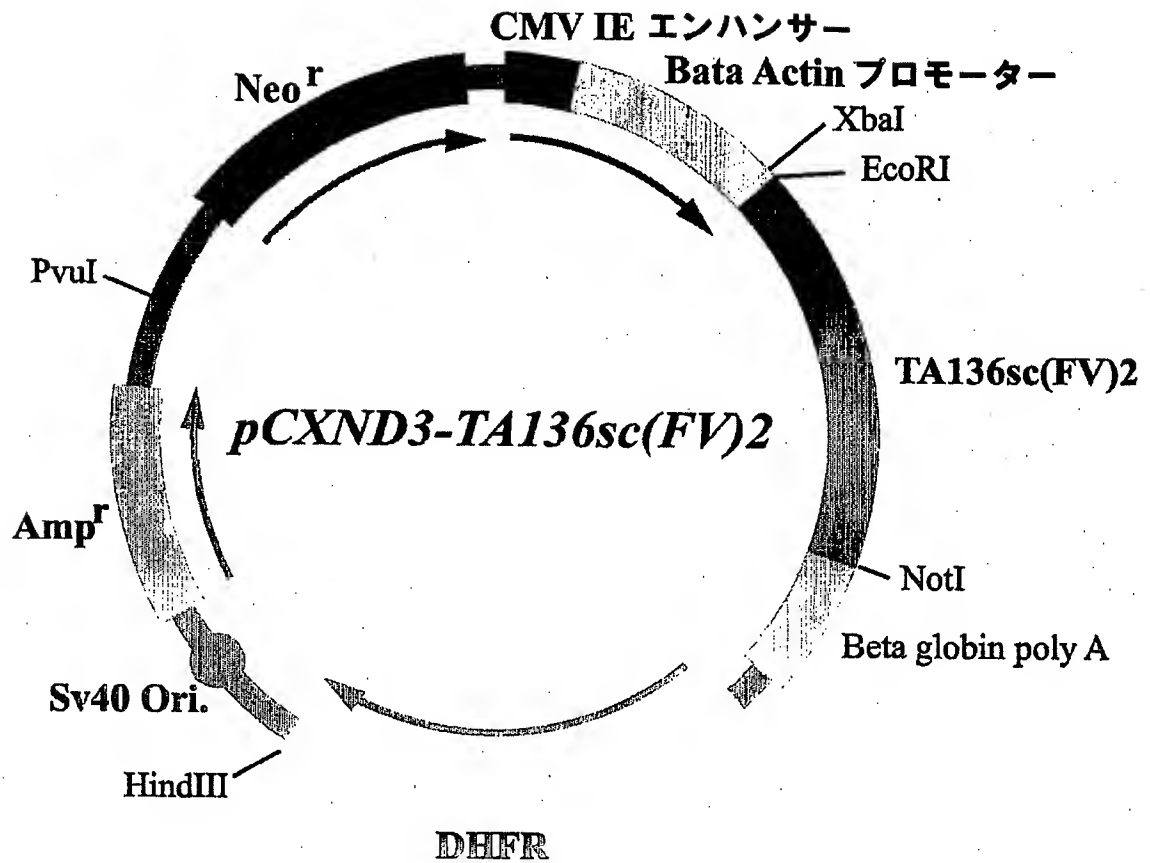 CMV IE エンハンサー
Bata Actin プロモーター
Neo r
XbaI
EcoRI
PvuI
TA136sc(FV)2
pCXND3-TA136sc(FV)2
Amp r
NotI
Beta globin poly A
Sv40 Ori.
HindIII
DHFR